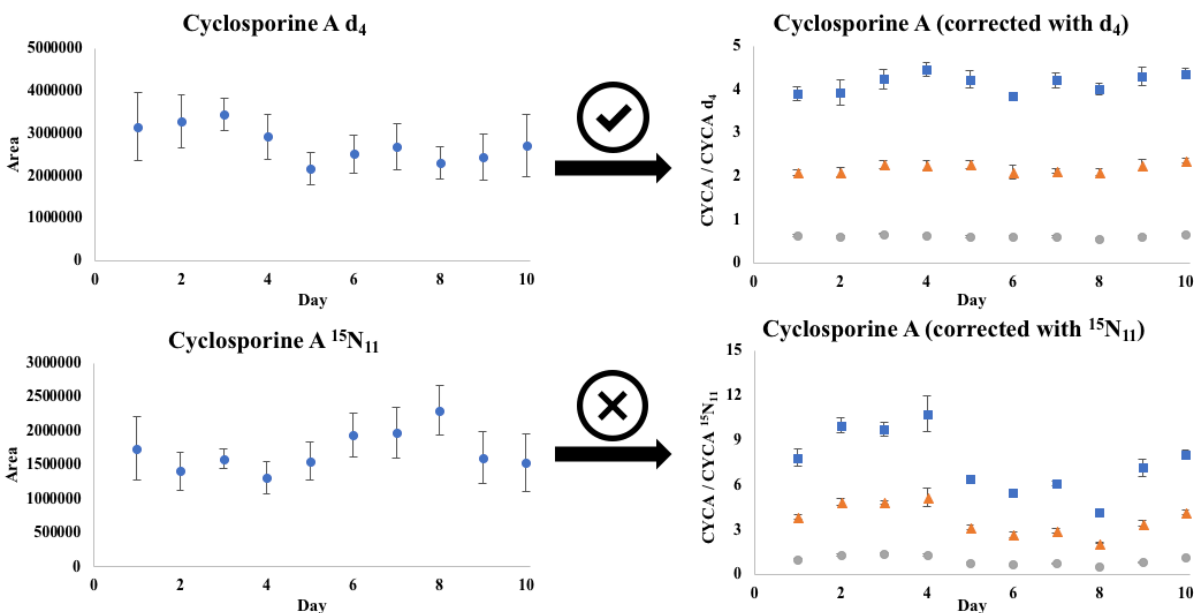 Cyclosporine A d₄
5000000
4000000
3000000
2000000
1000000
0
Area
0 2 4 6 8 10
Day
Cyclosporine A (corrected with d₄)
5
4
3
2
1
0
CYCA / CYCA d₄
0 2 4 6 8 10
Day
Cyclosporine A ¹⁵N₁₁
3000000
2500000
2000000
1500000
1000000
500000
0
Area
0 2 4 6 8 10
Day
Cyclosporine A (corrected with ¹⁵N₁₁)
15
12
9
6
3
0
CYCA / CYCA ¹⁵N₁₁
0 2 4 6 8 10
Day